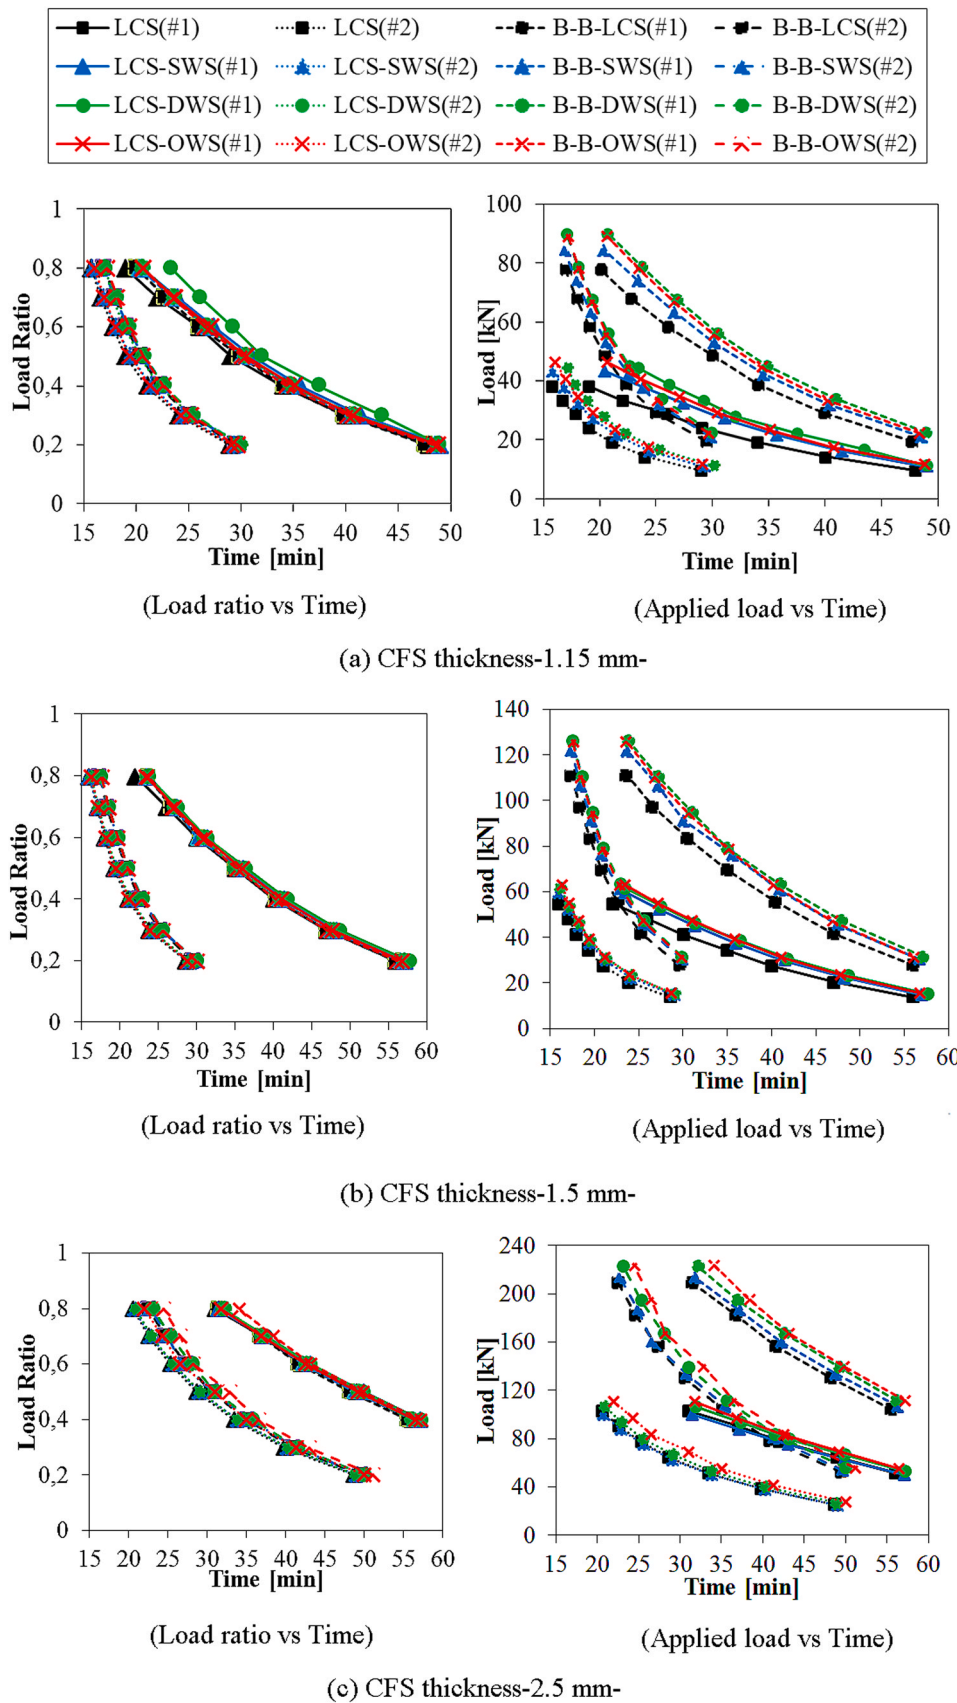 LCS(#1) LCS(#2) B-B-LCS(#1) B-B-LCS(#2)
LCS-SWS(#1) LCS-SWS(#2) B-B-SWS(#1) B-B-SWS(#2)
LCS-DWS(#1) LCS-DWS(#2) B-B-DWS(#1) B-B-DWS(#2)
LCS-OWS(#1) LCS-OWS(#2) B-B-OWS(#1) B-B-OWS(#2)
Load Ratio
1
0,8
0,6
0,4
0,2
0
15 20 25 30 35 40 45 50
Time [min]
(Load ratio vs Time)
Load [kN]
100
80
60
40
20
0
15 20 25 30 35 40 45 50
Time [min]
(Applied load vs Time)
(a) CFS thickness-1.15 mm-
Load Ratio
1
0,8
0,6
0,4
0,2
0
15 20 25 30 35 40 45 50 55 60
Time [min]
(Load ratio vs Time)
Load [kN]
140
120
100
80
60
40
20
0
15 20 25 30 35 40 45 50 55 60
Time [min]
(Applied load vs Time)
(b) CFS thickness-1.5 mm-
Load Ratio
1
0,8
0,6
0,4
0,2
0
15 20 25 30 35 40 45 50 55 60
Time [min]
(Load ratio vs Time)
Load [kN]
240
200
160
120
80
40
0
15 20 25 30 35 40 45 50 55 60
Time [min]
(Applied load vs Time)
(c) CFS thickness-2.5 mm-